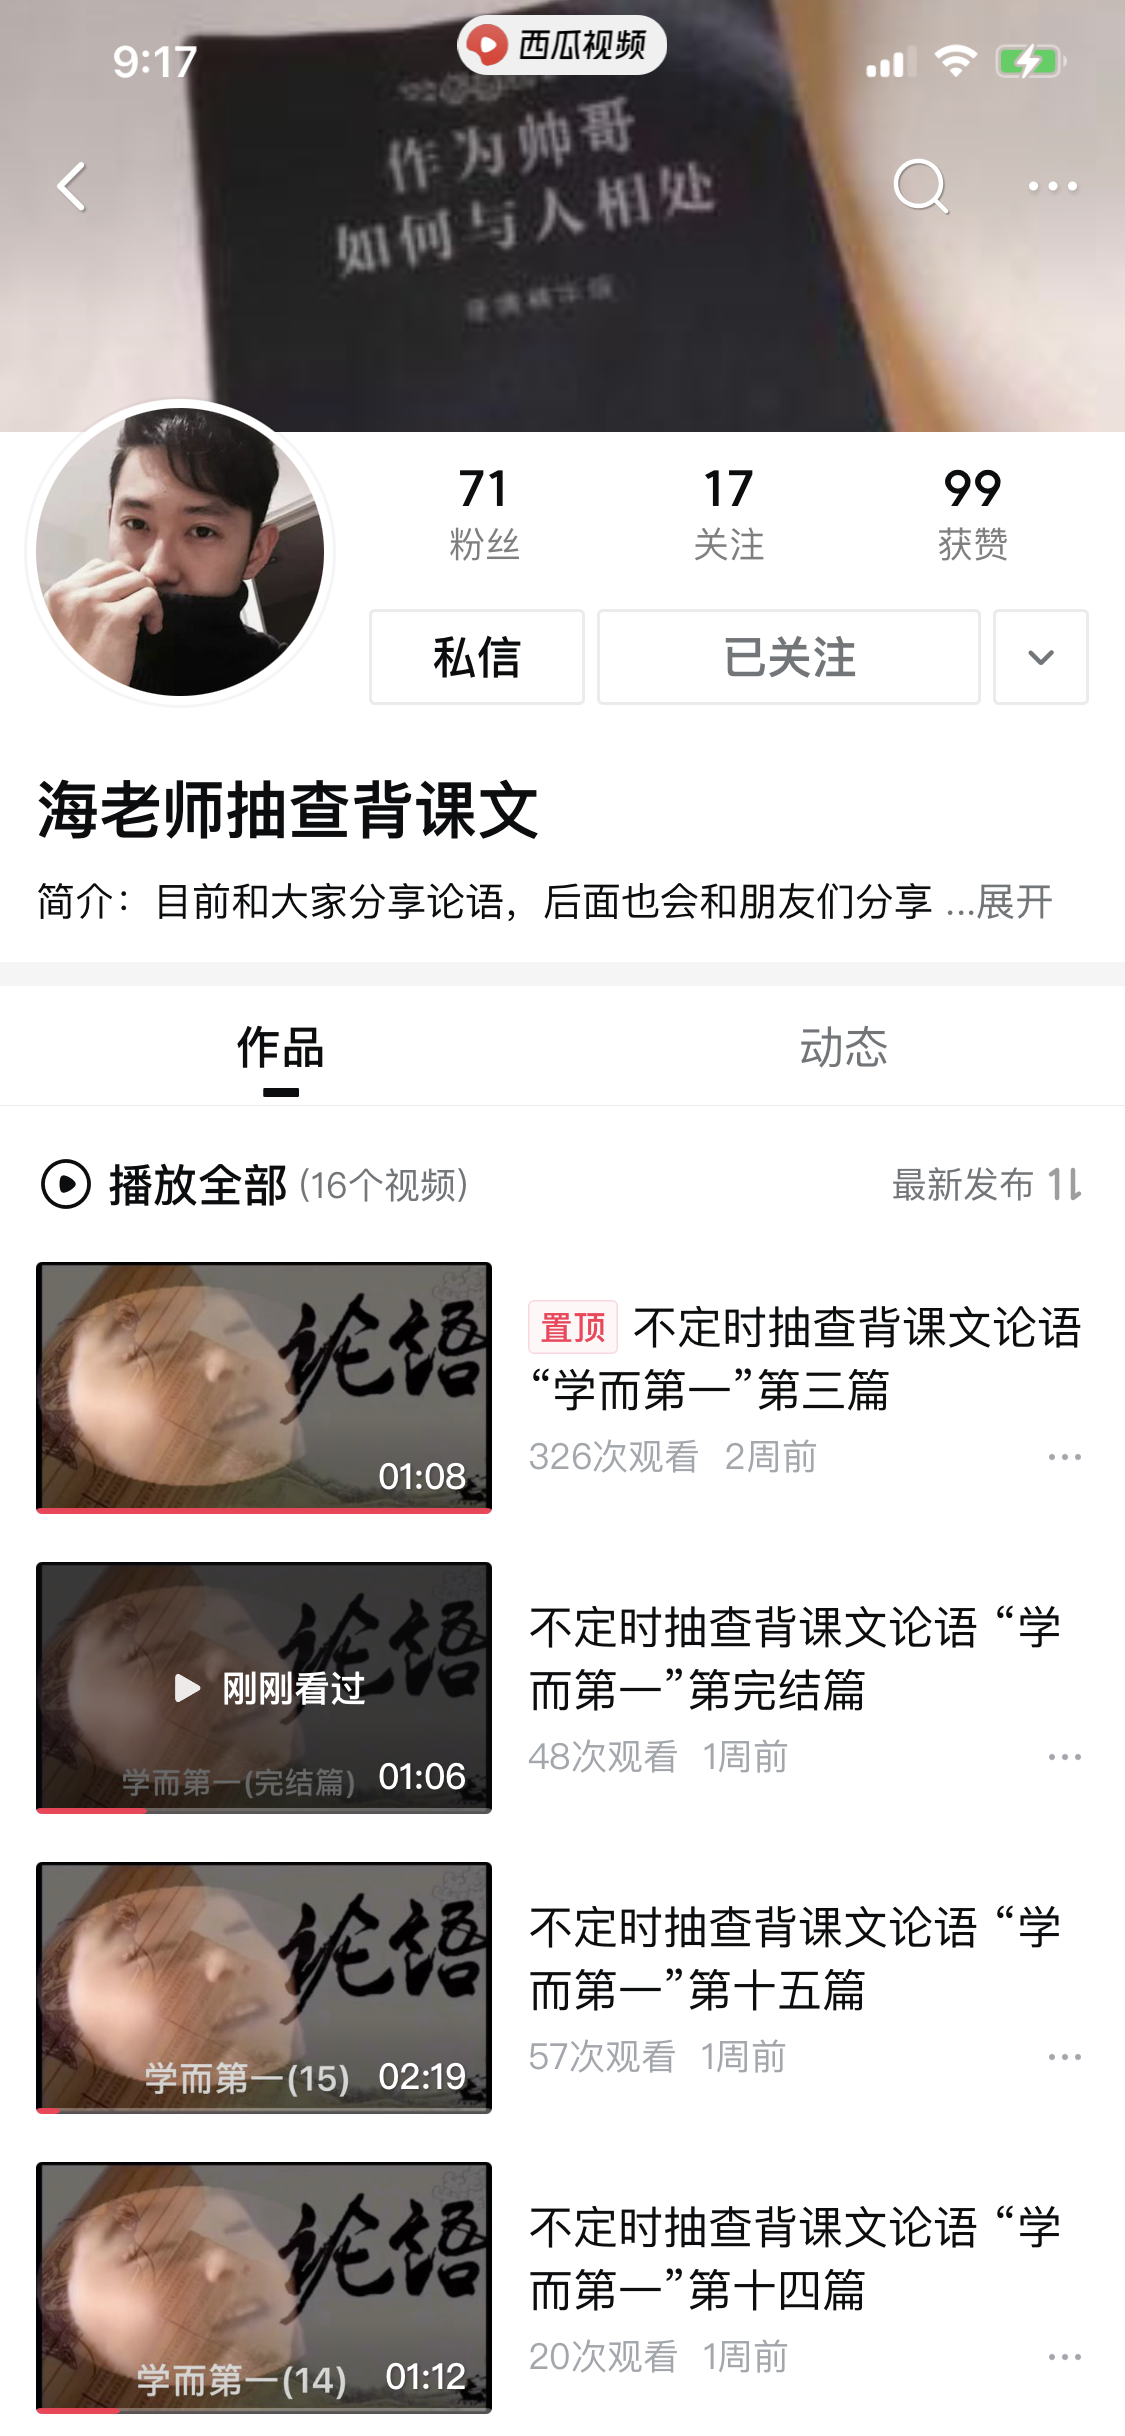 9:17
西瓜视频
作为帅哥
如何与人相处
71
粉丝
17
关注
99
获赞
私信
已关注
海老师抽查背课文
简介：目前和大家分享论语，后面也会和朋友们分享 ...展开
作品
动态
播放全部 (16个视频)
最新发布
论语
01:08
置顶 不定时抽查背课文论语
“学而第一”第三篇
326次观看 2周前
论语
刚刚看过
学而第一(完结篇)
01:06
不定时抽查背课文论语 “学
而第一”第完结篇
48次观看 1周前
论语
学而第一(15)
02:19
不定时抽查背课文论语 “学
而第一”第十五篇
57次观看 1周前
论语
学而第一(14)
01:12
不定时抽查背课文论语 “学
而第一”第十四篇
20次观看 1周前